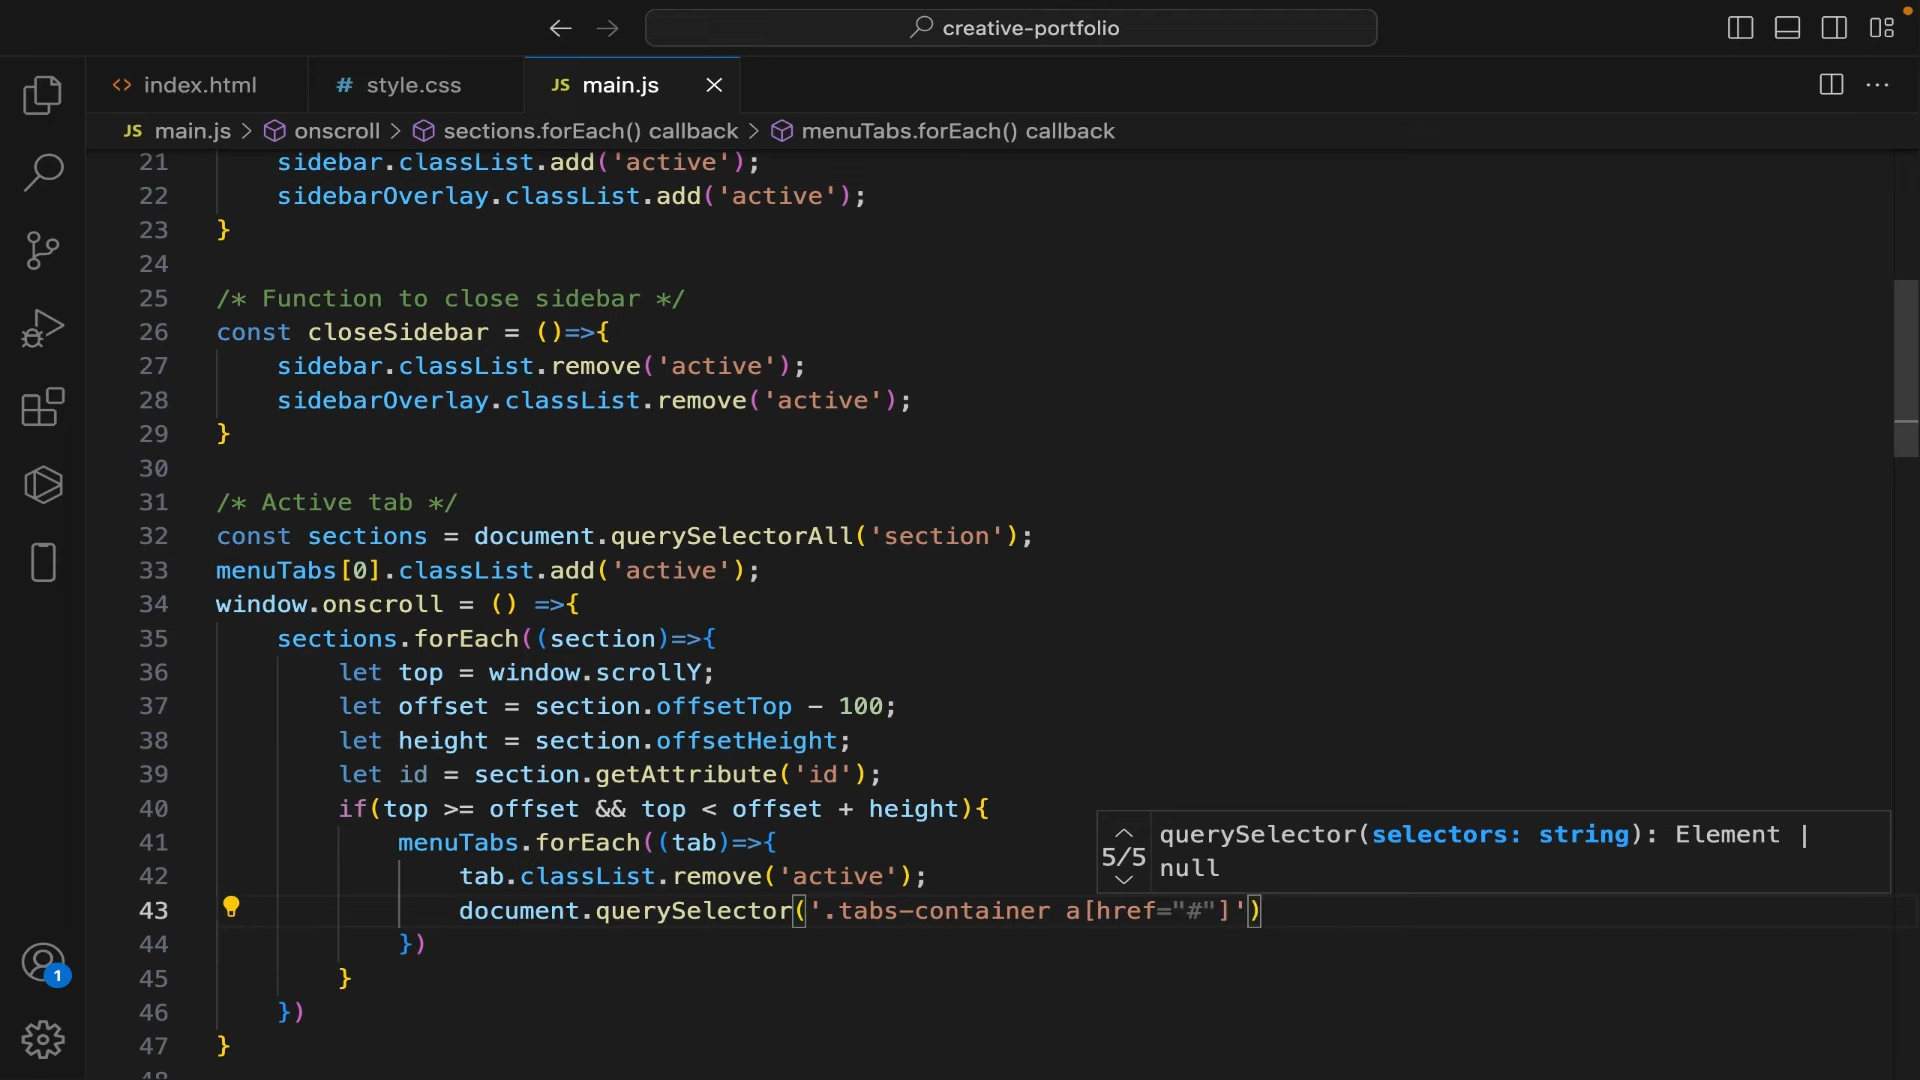 creative-portfolio
index.html
# style.css
JS main.js
JS main.js > onscroll > sections.forEach() callback > menuTabs.forEach() callback
21 sidebar.classList.add('active');
22 sidebarOverlay.classList.add('active');
23 }
24
25 /* Function to close sidebar */
26 const closeSidebar = ()=>{
27 sidebar.classList.remove('active');
28 sidebarOverlay.classList.remove('active');
29 }
30
31 /* Active tab */
32 const sections = document.querySelectorAll('section');
33 menuTabs[0].classList.add('active');
34 window.onscroll = () =>{
35 sections.forEach((section)=>{
36 let top = window.scrollY;
37 let offset = section.offsetTop - 100;
38 let height = section.offsetHeight;
39 let id = section.getAttribute('id');
40 if(top >= offset && top < offset + height){
41 menuTabs.forEach((tab)=>{
42 tab.classList.remove('active');
43 document.querySelector('.tabs-container a[href="#"]')
44 })
45 }
46 })
47 }
48
querySelector(selectors: string): Element |
5/5
null
1